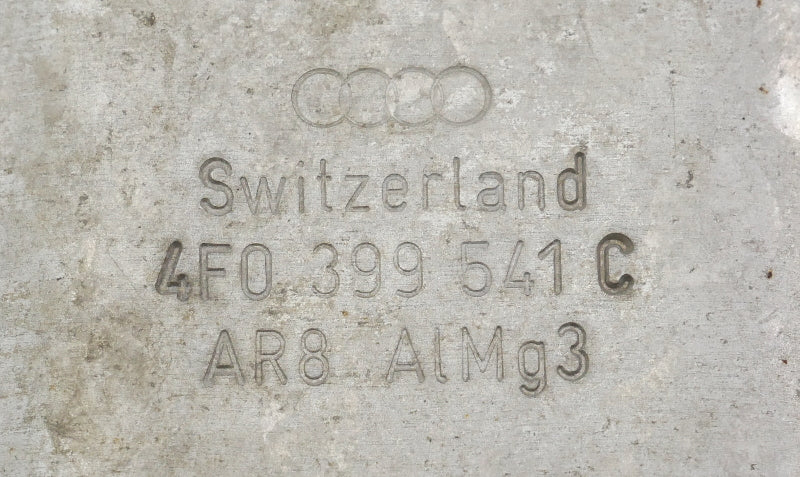 Switzerland
4F0 399 541 C
AR8 AlMg3